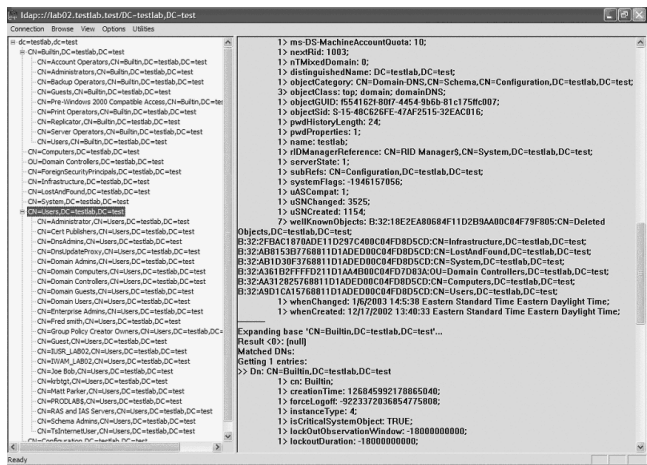 ldap:://lab02.testlab.test/DC=testlab,DC=test
Connection Browse View Options Utilities
dc=testlab,dc=test
CN=Builtin,DC=testlab,DC=test
CN=Account Operators,CN=Builtin,DC=testlab,DC=test
CN=Administrators,CN=Builtin,DC=testlab,DC=test
CN=Backup Operators,CN=Builtin,DC=testlab,DC=test
CN=Guests,CN=Builtin,DC=testlab,DC=test
CN=Pre-Windows 2000 Compatible Access,CN=Builtin,DC=tes
CN=Print Operators,CN=Builtin,DC=testlab,DC=test
CN=Replicator,CN=Builtin,DC=testlab,DC=test
CN=Server Operators,CN=Builtin,DC=testlab,DC=test
CN=Users,CN=Builtin,DC=testlab,DC=test
CN=Computers,DC=testlab,DC=test
OU=Domain Controllers,DC=testlab,DC=test
CN=ForeignSecurityPrincipals,DC=testlab,DC=test
CN=Infrastructure,DC=testlab,DC=test
CN=LostAndFound,DC=testlab,DC=test
CN=System,DC=testlab,DC=test
CN=Users,DC=testlab,DC=test
CN=Administrator,CN=Users,DC=testlab,DC=test
CN=Cert Publishers,CN=Users,DC=testlab,DC=test
CN=DnsAdmins,CN=Users,DC=testlab,DC=test
CN=DnsUpdateProxy,CN=Users,DC=testlab,DC=test
CN=Domain Admins,CN=Users,DC=testlab,DC=test
CN=Domain Computers,CN=Users,DC=testlab,DC=test
CN=Domain Controllers,CN=Users,DC=testlab,DC=test
CN=Domain Guests,CN=Users,DC=testlab,DC=test
CN=Domain Users,CN=Users,DC=testlab,DC=test
CN=Enterprise Admins,CN=Users,DC=testlab,DC=test
CN=Fred smith,CN=Users,DC=testlab,DC=test
CN=Group Policy Creator Owners,CN=Users,DC=testlab,DC=
CN=Guest,CN=Users,DC=testlab,DC=test
CN=IUSR_LAB02,CN=Users,DC=testlab,DC=test
CN=IWAM_LAB02,CN=Users,DC=testlab,DC=test
CN=Joe Bob,CN=Users,DC=testlab,DC=test
CN=krbtgt,CN=Users,DC=testlab,DC=test
CN=Matt Parker,CN=Users,DC=testlab,DC=test
CN=PRODLAB$,CN=Users,DC=testlab,DC=test
CN=RAS and IAS Servers,CN=Users,DC=testlab,DC=test
CN=Schema Admins,CN=Users,DC=testlab,DC=test
CN=TsInternetUser,CN=Users,DC=testlab,DC=test
CN=Configuration,DC=testlab,DC=test
1> ms-DS-MachineAccountQuota: 10;
1> nextRid: 1003;
1> nTMixedDomain: 0;
1> distinguishedName: DC=testlab,DC=test;
1> objectCategory: CN=Domain-DNS,CN=Schema,CN=Configuration,DC=testlab,DC=test;
3> objectClass: top; domain; domainDNS;
1> objectGUID: f554162f-80f7-4454-9b6b-81c175ffc007;
1> objectSid: S-15-48C626FE-47AF2515-32EAC016;
1> pwdHistoryLength: 24;
1> pwdProperties: 1;
1> name: testlab;
1> rIDManagerReference: CN=RID Manager$,CN=System,DC=testlab,DC=test;
1> serverState: 1;
1> subRefs: CN=Configuration,DC=testlab,DC=test;
1> systemFlags: -1946157056;
1> uASCompat: 1;
1> uSNChanged: 3525;
1> uSNCreated: 1154;
7> wellKnownObjects: B:32:18E2EA80684F11D2B9AA00C04F79F805:CN=Deleted
Objects,DC=testlab,DC=test;
B:32:2FBAC1870ADE11D297C400C04FD8D5CD:CN=Infrastructure,DC=testlab,DC=test;
B:32:AB8153B7768811D1ADED00C04FD8D5CD:CN=LostAndFound,DC=testlab,DC=test;
B:32:AB1D30F3768811D1ADED00C04FD8D5CD:CN=System,DC=testlab,DC=test;
B:32:A361B2FFFFD211D1AA4B00C04FD7D83A:OU=Domain Controllers,DC=testlab,DC=test;
B:32:AA312825768811D1ADED00C04FD8D5CD:CN=Computers,DC=testlab,DC=test;
B:32:A9D1CA15768811D1ADED00C04FD8D5CD:CN=Users,DC=testlab,DC=test;
1> whenChanged: 1/6/2003 14:5:38 Eastern Standard Time Eastern Daylight Time;
1> whenCreated: 12/17/2002 13:40:33 Eastern Standard Time Eastern Daylight Time;
Expanding base 'CN=Builtin,DC=testlab,DC=test'...
Result <0>: (null)
Matched DNs:
Getting 1 entries:
>> Dn: CN=Builtin,DC=testlab,DC=test
1> cn: Builtin;
1> creationTime: 126845992178865040;
1> forceLogoff: -9223372036854775808;
1> instanceType: 4;
1> isCriticalSystemObject: TRUE;
1> lockOutObservationWindow: -18000000000;
1> lockoutDuration: -18000000000;
Ready